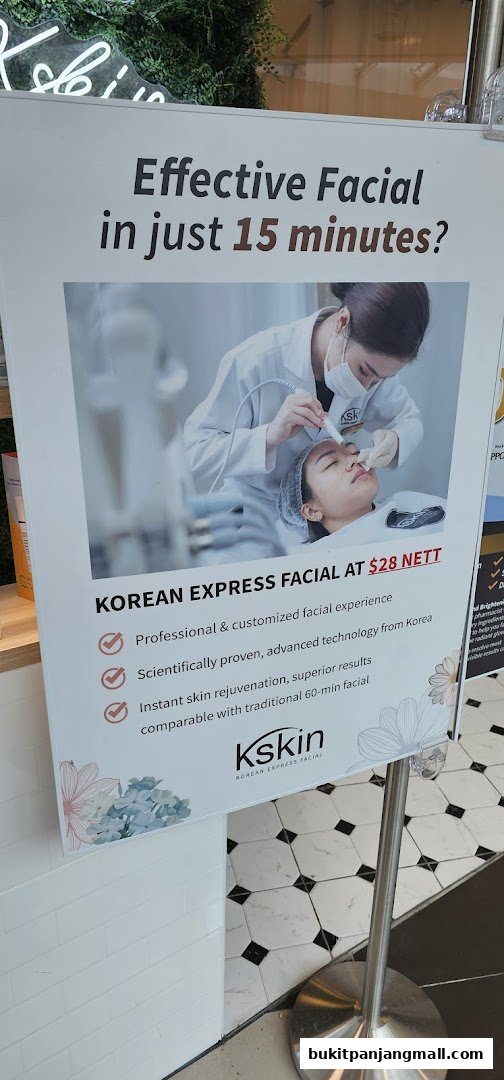 Kskin
Effective Facial
in just 15 minutes?
Kski
KOREAN EXPRESS FACIAL AT $28 NETT
Professional & customized facial experience
Scientifically proven, advanced technology from Korea
Instant skin rejuvenation, superior results
comparable with traditional 60-min facial
Kskin
KOREAN EXPRESS FACIAL
bukitpanjangmall.com